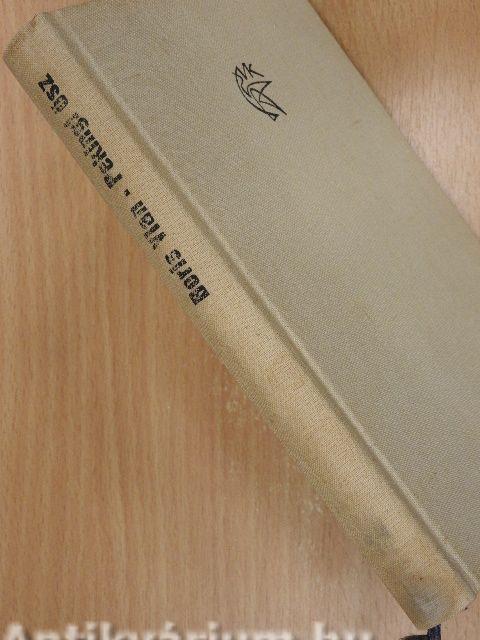 Boris Vian • Pekingi ősz
Antikvárium.hu